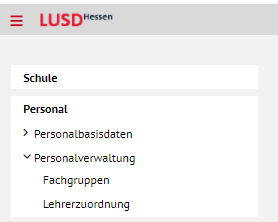 LUSD Hessen
Schule
Personal
Personalbasisdaten
Personalverwaltung
Fachgruppen
Lehrerzuordnung